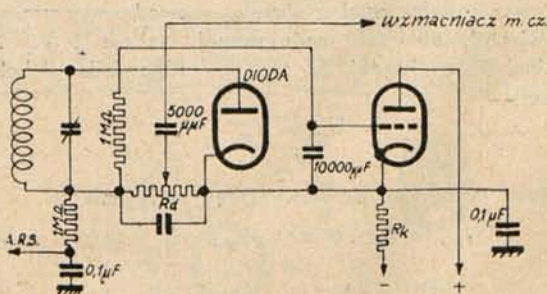 wzmacniacz m.cz.
DIODA
1MΩ
5000
μμF
10000μμF
Rd
1MΩ
A.R.S.
0,1μF
Rk
0,1μF
-
+